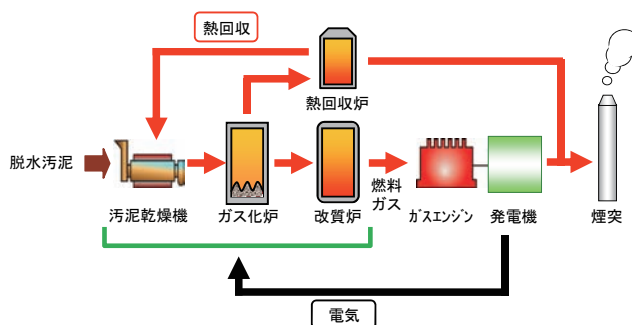 熱回収
熱回収炉
脱水汚泥
燃料
ガス
汚泥乾燥機
ガス化炉
改質炉
ｶﾞｽｴﾝｼﾞﾝ
発電機
煙突
電気